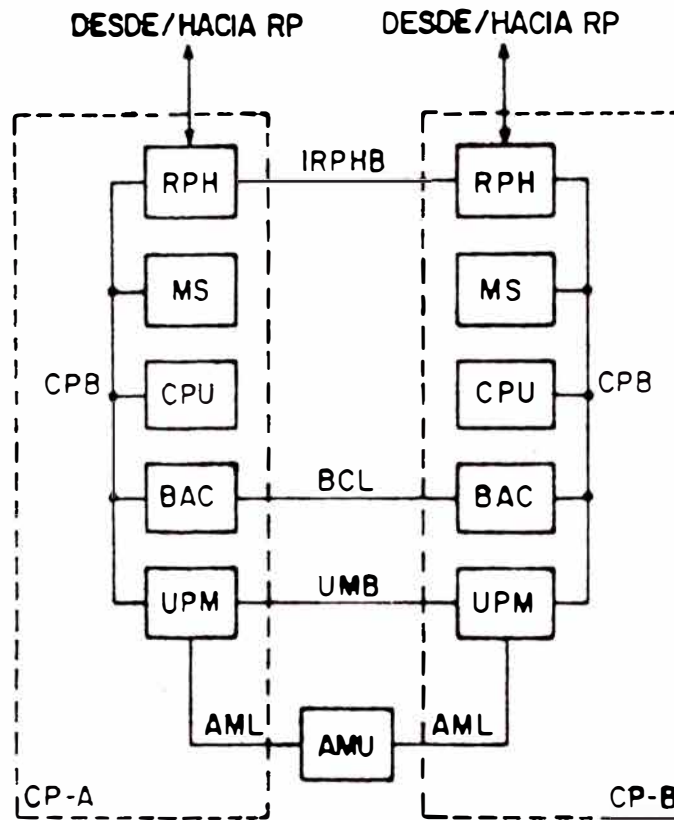 DESDE/HACIA RP
DESDE/HACIA RP
RPH
IRPHB
RPH
MS
MS
CPB
CPU
CPU
CPB
BAC
BCL
BAC
UPM
UMB
UPM
AML
AMU
AML
CP-A
CP-B